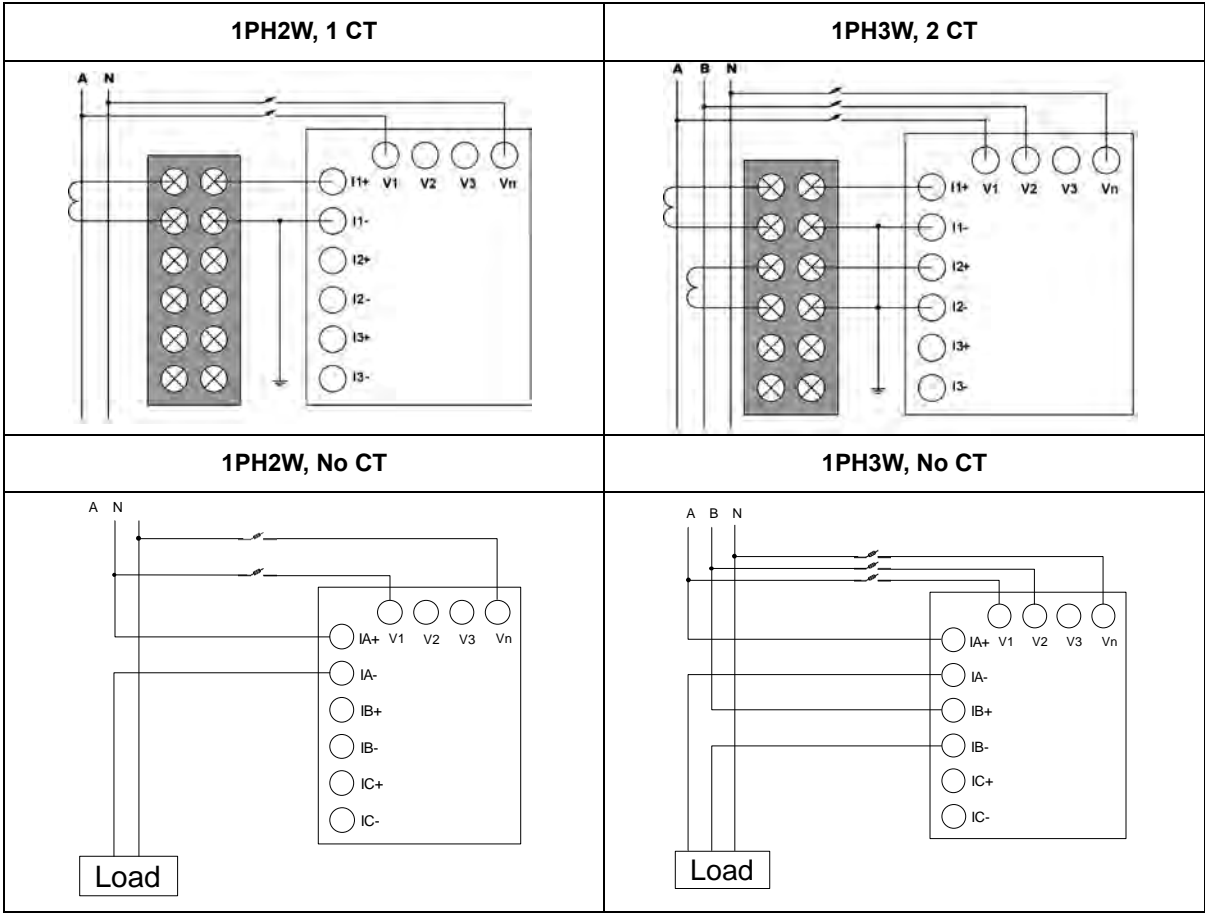 1PH2W, 1 CT
A N
V1 V2 V3 Vn
I1+
I1-
I2+
I2-
I3+
I3-
1PH3W, 2 CT
A B N
V1 V2 V3 Vn
I1+
I1-
I2+
I2-
I3+
I3-
1PH2W, No CT
A N
V1 V2 V3 Vn
IA+
IA-
IB+
IB-
IC+
IC-
Load
1PH3W, No CT
A B N
V1 V2 V3 Vn
IA+
IA-
IB+
IB-
IC+
IC-
Load